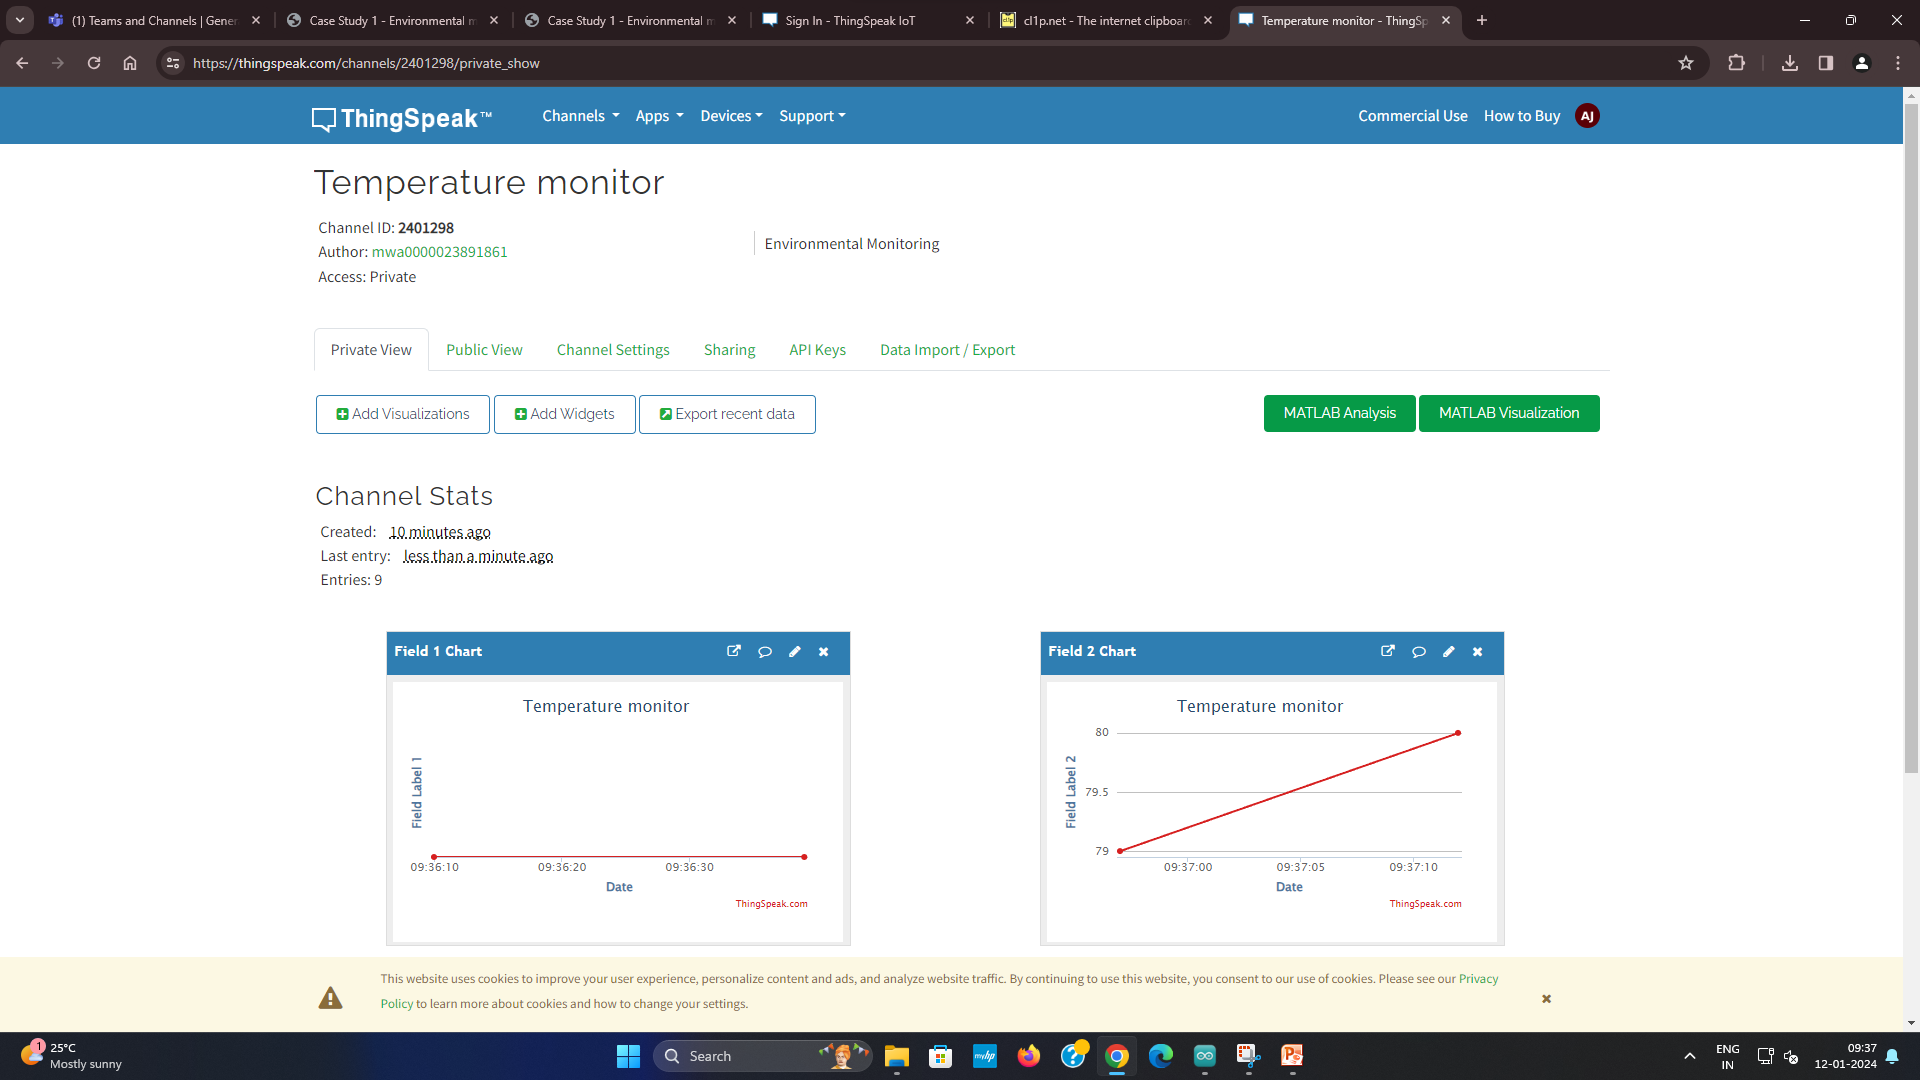 (1) Teams and Channels | Gener
Case Study 1 - Environmental m
Case Study 1 - Environmental m
Sign In - ThingSpeak IoT
cl1p.net - The internet clipboard
Temperature monitor - ThingSp
https://thingspeak.com/channels/2401298/private_show
ThingSpeak™
Channels
Apps
Devices
Support
Commercial Use
How to Buy
AJ
Temperature monitor
Channel ID: 2401298
Author: mwa0000023891861
Access: Private
Environmental Monitoring
Private View
Public View
Channel Settings
Sharing
API Keys
Data Import / Export
Add Visualizations
Add Widgets
Export recent data
MATLAB Analysis
MATLAB Visualization
Channel Stats
Created: 10 minutes ago
Last entry: less than a minute ago
Entries: 9
Field 1 Chart
Temperature monitor
Field Label 1
09:36:10
09:36:20
09:36:30
Date
ThingSpeak.com
Field 2 Chart
Temperature monitor
Field Label 2
80
79.5
79
09:37:00
09:37:05
09:37:10
Date
ThingSpeak.com
This website uses cookies to improve your user experience, personalize content and ads, and analyze website traffic. By continuing to use this website, you consent to our use of cookies. Please see our Privacy
Policy to learn more about cookies and how to change your settings.
1
25°C
Mostly sunny
Search
myhp
ENG
IN
09:37
12-01-2024